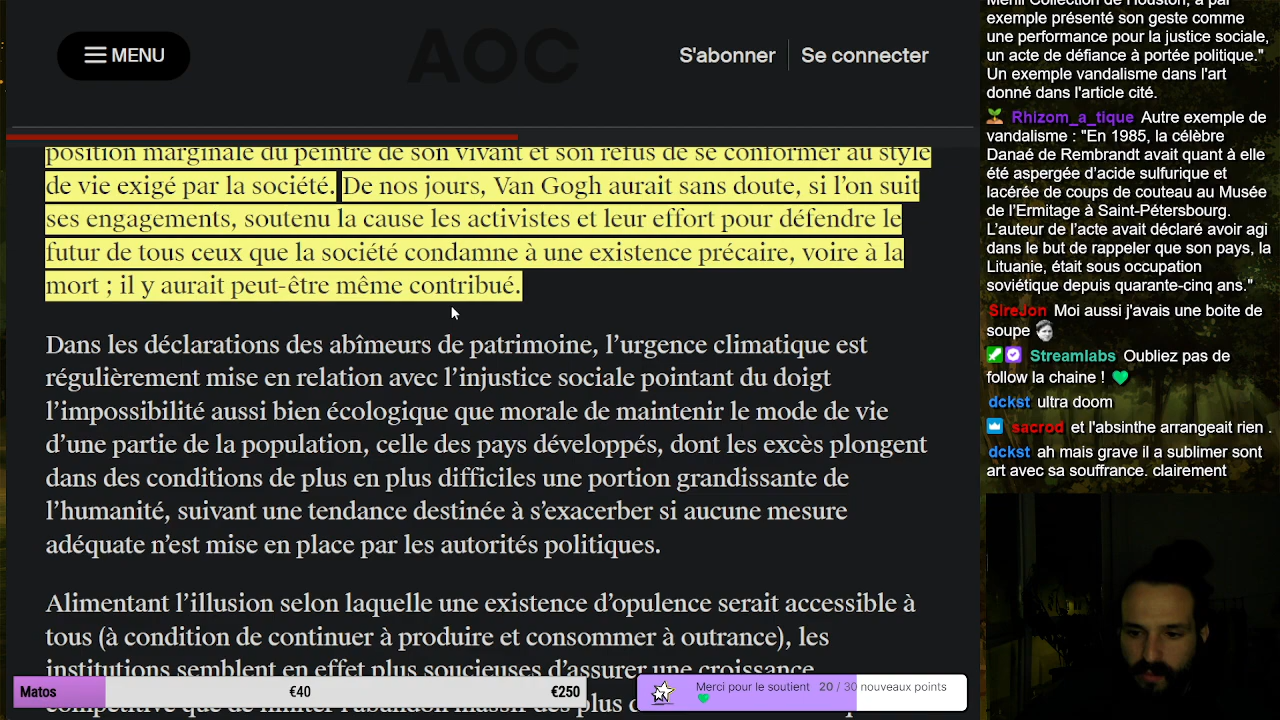 MENU
AOC
S'abonner
Se connecter
position marginale du peintre de son vivant et son refus de se conformer au style
de vie exigé par la société. De nos jours, Van Gogh aurait sans doute, si l’on suit
ses engagements, soutenu la cause les activistes et leur effort pour défendre le
futur de tous ceux que la société condamne à une existence précaire, voire à la
mort ; il y aurait peut-être même contribué.
Dans les déclarations des abîmeurs de patrimoine, l’urgence climatique est
régulièrement mise en relation avec l’injustice sociale pointant du doigt
l’impossibilité aussi bien écologique que morale de maintenir le mode de vie
d’une partie de la population, celle des pays développés, dont les excès plongent
dans des conditions de plus en plus difficiles une portion grandissante de
l’humanité, suivant une tendance destinée à s’exacerber si aucune mesure
adéquate n’est mise en place par les autorités politiques.
Alimentant l’illusion selon laquelle une existence d’opulence serait accessible à
tous (à condition de continuer à produire et consommer à outrance), les
institutions semblent en effet plus soucieuses d’assurer une croissance
plus
Matos
€40
€250
Merci pour le soutient 20 / 30 nouveaux points
Menil Collection de Houston, a par
exemple présenté son geste comme
une performance pour la justice sociale,
un acte de défiance à portée politique."
Un exemple vandalisme dans l'art
donné dans l'article cité.
Rhizom_a_tique Autre exemple de
vandalisme : "En 1985, la célèbre
Danaé de Rembrandt avait quant à elle
été aspergée d’acide sulfurique et
lacérée de coups de couteau au Musée
de l’Ermitage à Saint-Pétersbourg.
L’auteur de l’acte avait déclaré avoir agi
dans le but de rappeler que son pays, la
Lituanie, était sous occupation
soviétique depuis quarante-cinq ans."
SireJon Moi aussi j'avais une boite de
soupe
Streamlabs Oubliez pas de
follow la chaine !
dckst ultra doom
sacrod et l'absinthe arrangeait rien .
dckst ah mais grave il a sublimer sont
art avec sa souffrance. clairement